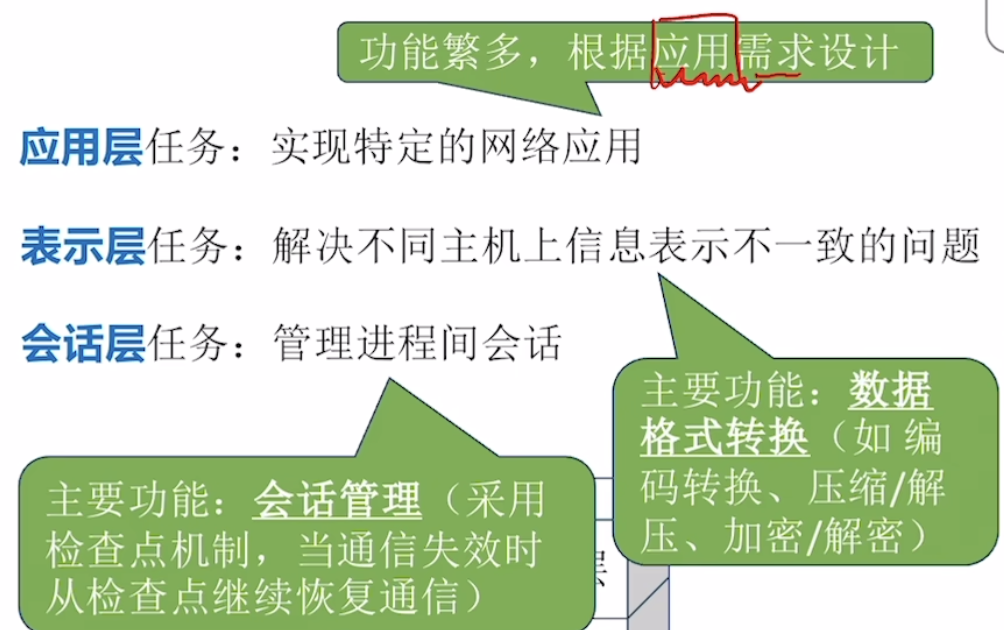 功能繁多，根据应用需求设计
应用层任务：实现特定的网络应用
表示层任务：解决不同主机上信息表示不一致的问题
会话层任务：管理进程间会话
主要功能：数据
格式转换（如 编
码转换、压缩/解
压、加密/解密）
主要功能：会话管理（采用
检查点机制，当通信失效时
从检查点继续恢复通信）